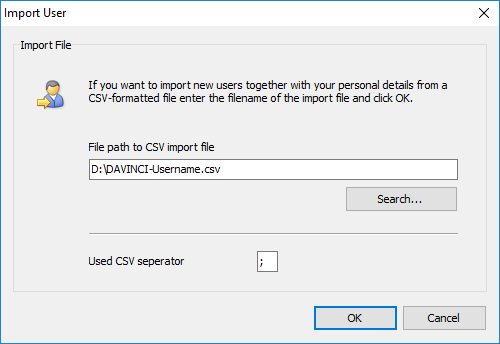 Import User
Import File
If you want to import new users together with your personal details from a
CSV-formatted file enter the filename of the import file and click OK.
File path to CSV import file
D:\DAVINCI-Username.csv
Search...
Used CSV seperator
;
OK
Cancel